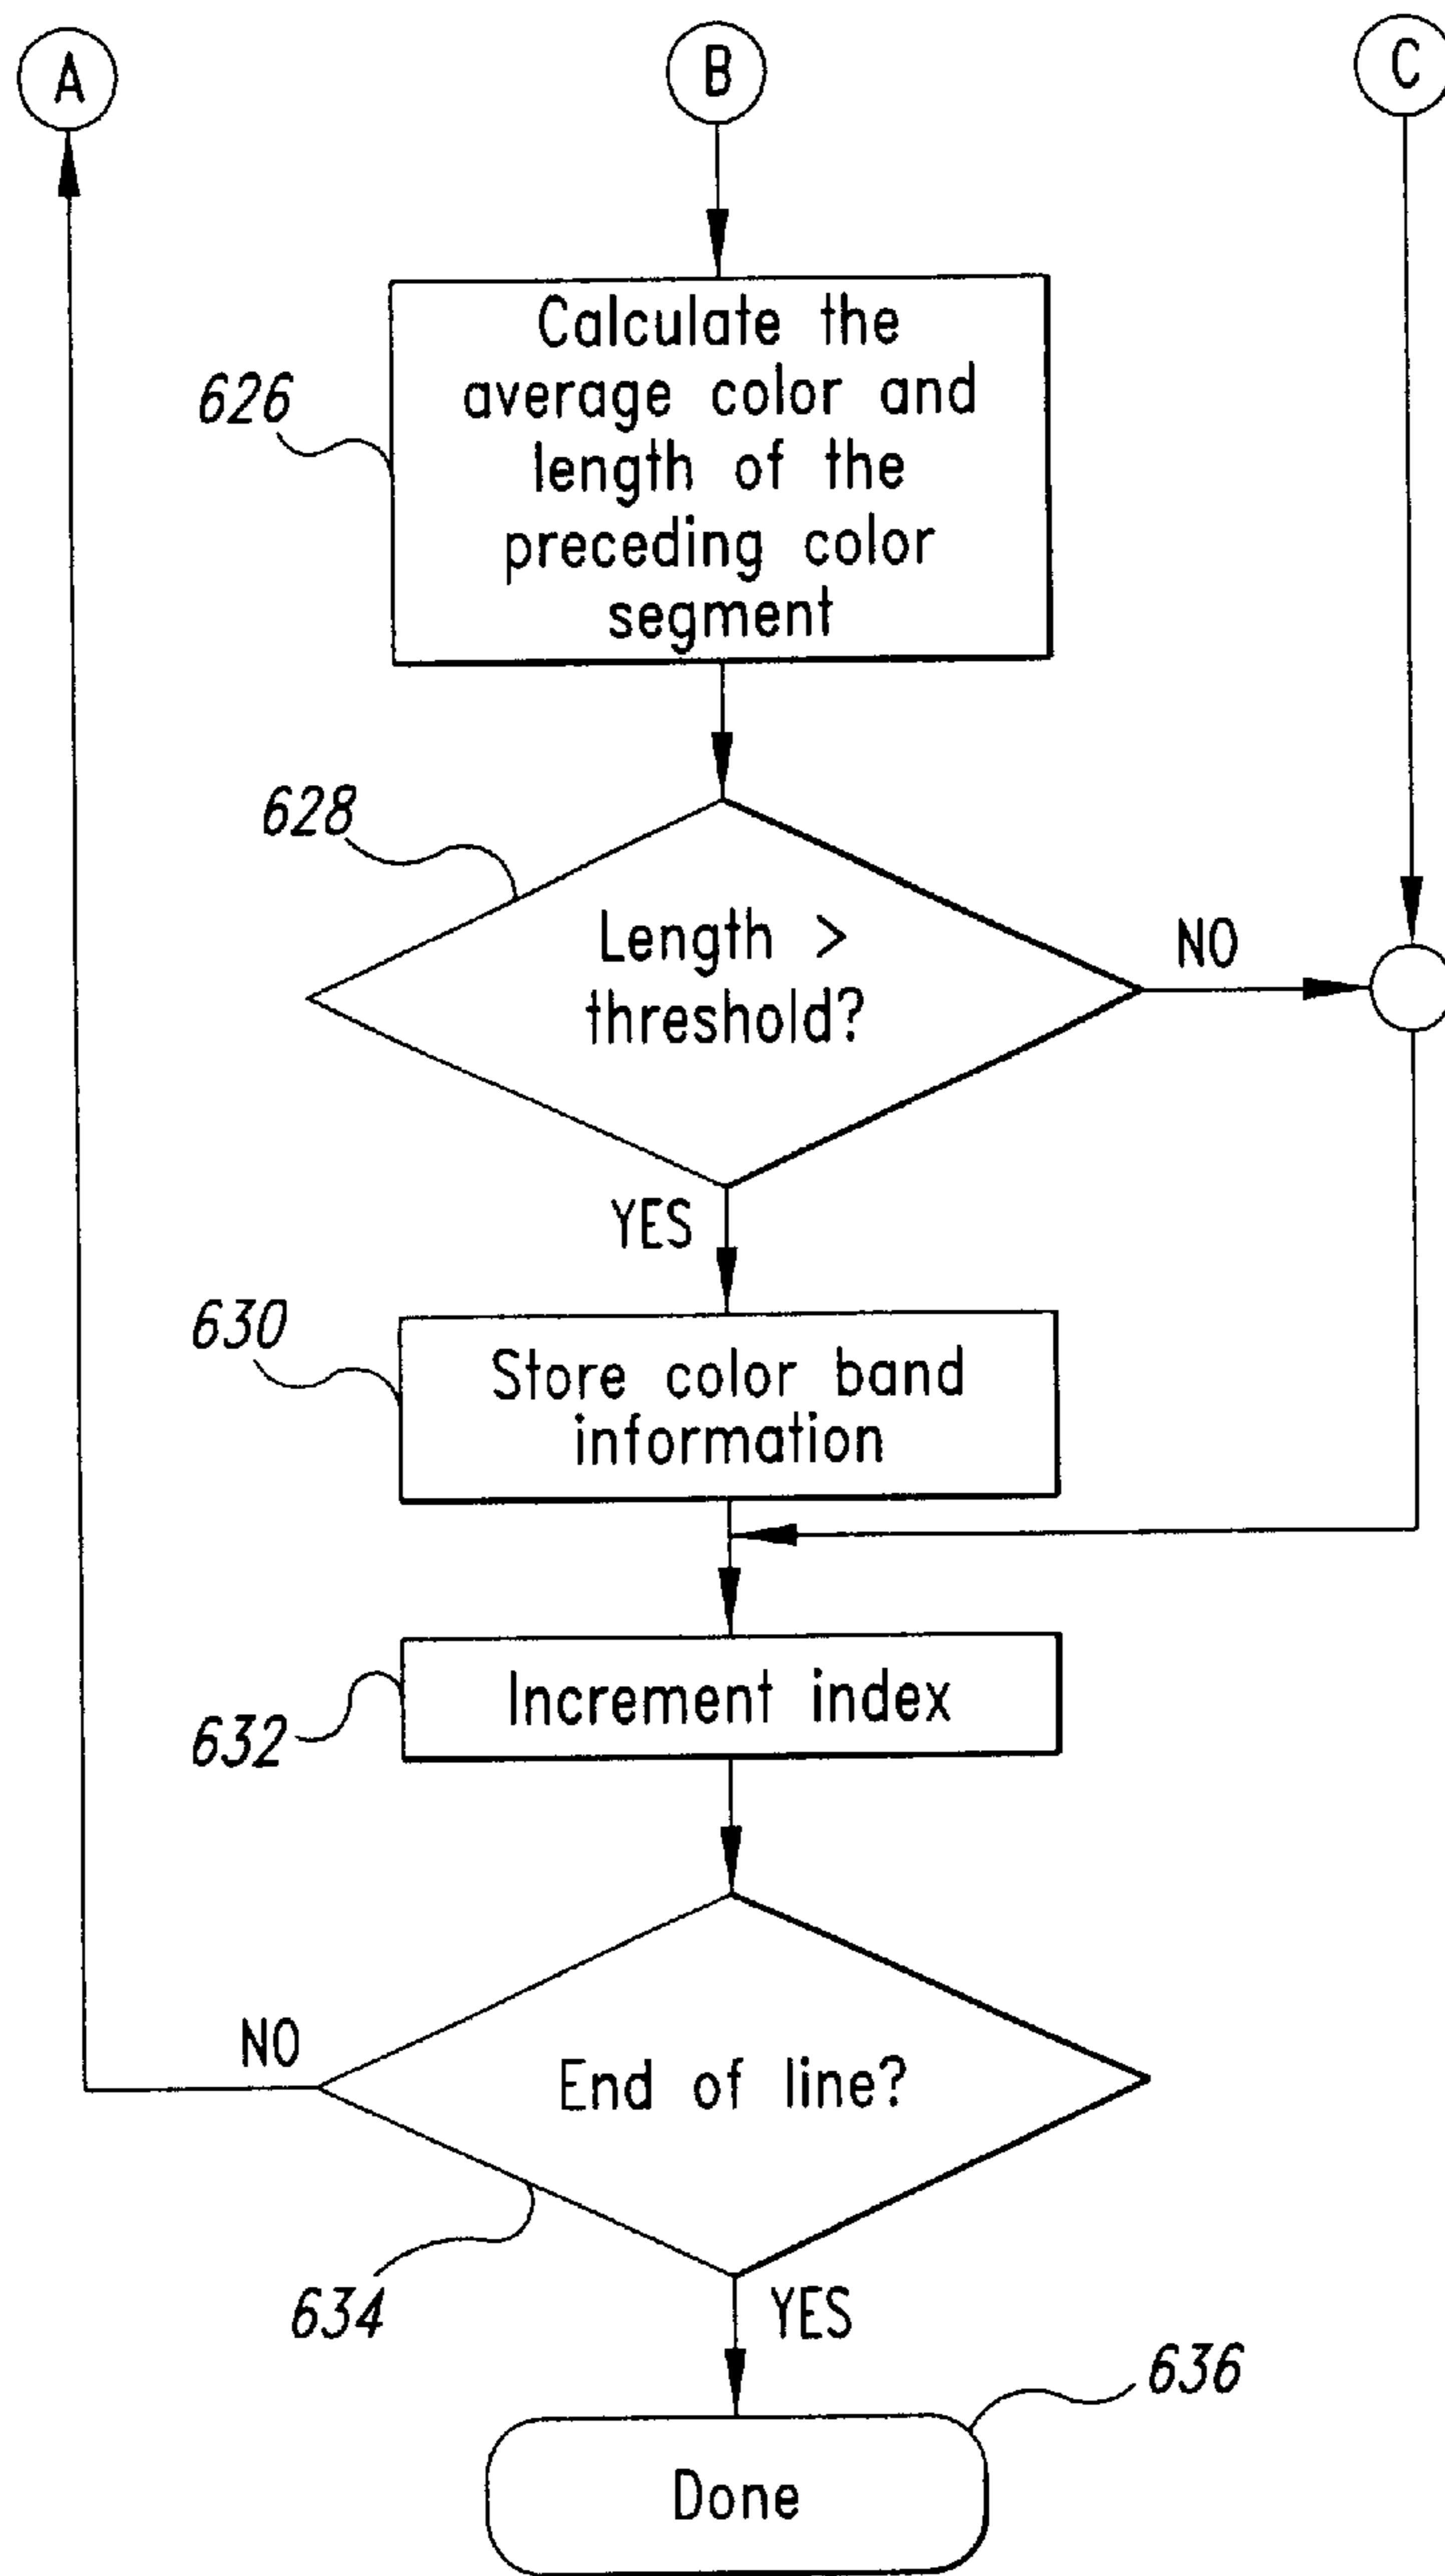 A
B
C
626
Calculate the
average color and
length of the
preceding color
segment
628
Length >
threshold?
NO
YES
630
Store color band
information
632
Increment index
NO
End of line?
634
YES
636
Done